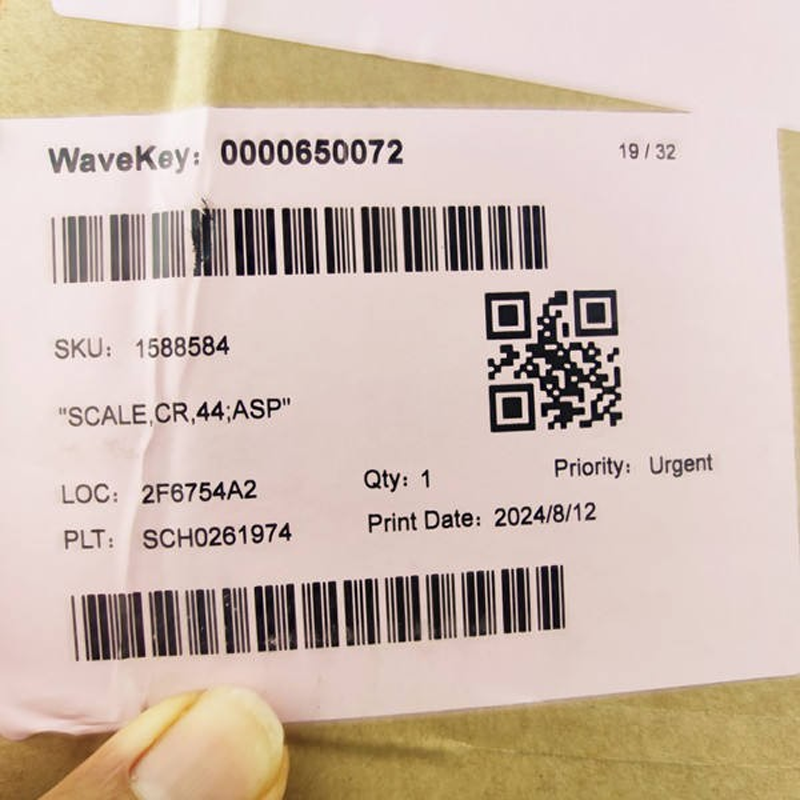 WaveKey: 0000650072
19 / 32
SKU: 1588584
"SCALE,CR,44;ASP"
LOC: 2F6754A2
Qty: 1
Priority: Urgent
PLT: SCH0261974
Print Date: 2024/8/12